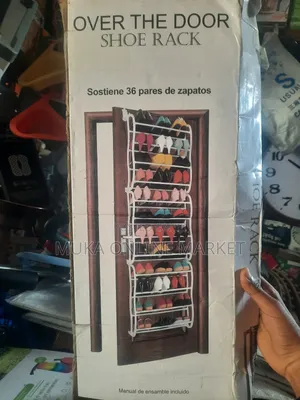 OVER THE DOOR
SHOE RACK
Sostiene 36 pares de zapatos
MUKA ONLINE MARKET
SHOE RACK
Manual de ensamble incluido